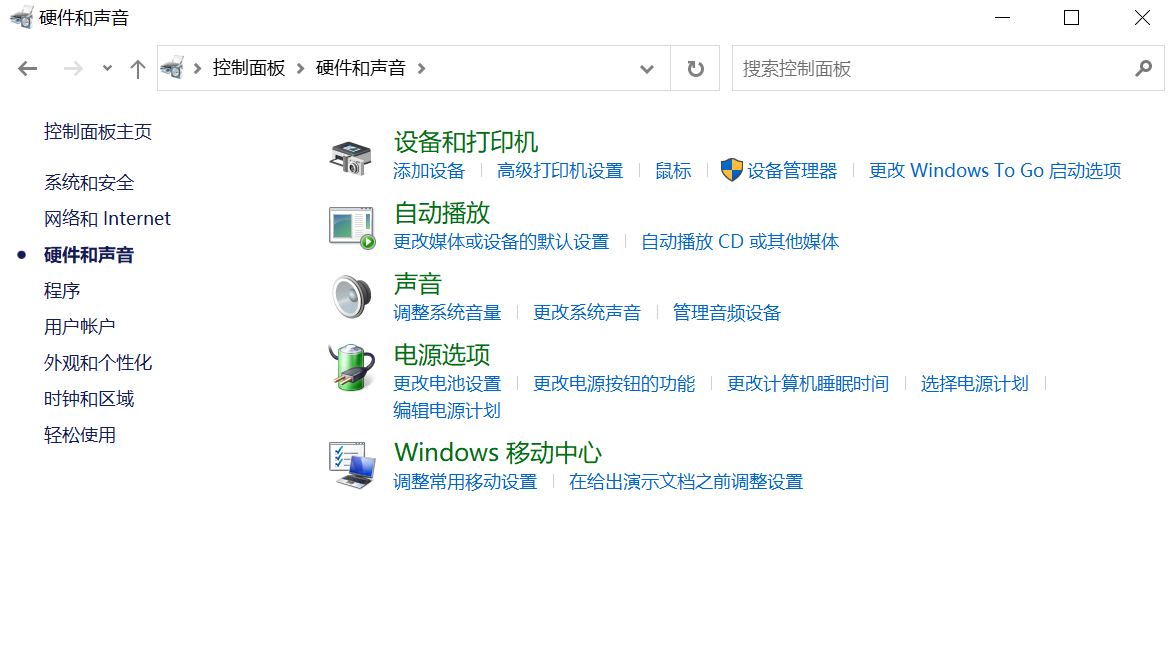 硬件和声音
控制面板 硬件和声音
搜索控制面板
控制面板主页
系统和安全
网络和 Internet
硬件和声音
程序
用户帐户
外观和个性化
时钟和区域
轻松使用
设备和打印机
添加设备 高级打印机设置 鼠标 设备管理器 更改 Windows To Go 启动选项
自动播放
更改媒体或设备的默认设置 自动播放 CD 或其他媒体
声音
调整系统音量 更改系统声音 管理音频设备
电源选项
更改电池设置 更改电源按钮的功能 更改计算机睡眠时间 选择电源计划
编辑电源计划
Windows 移动中心
调整常用移动设置 在给出演示文档之前调整设置